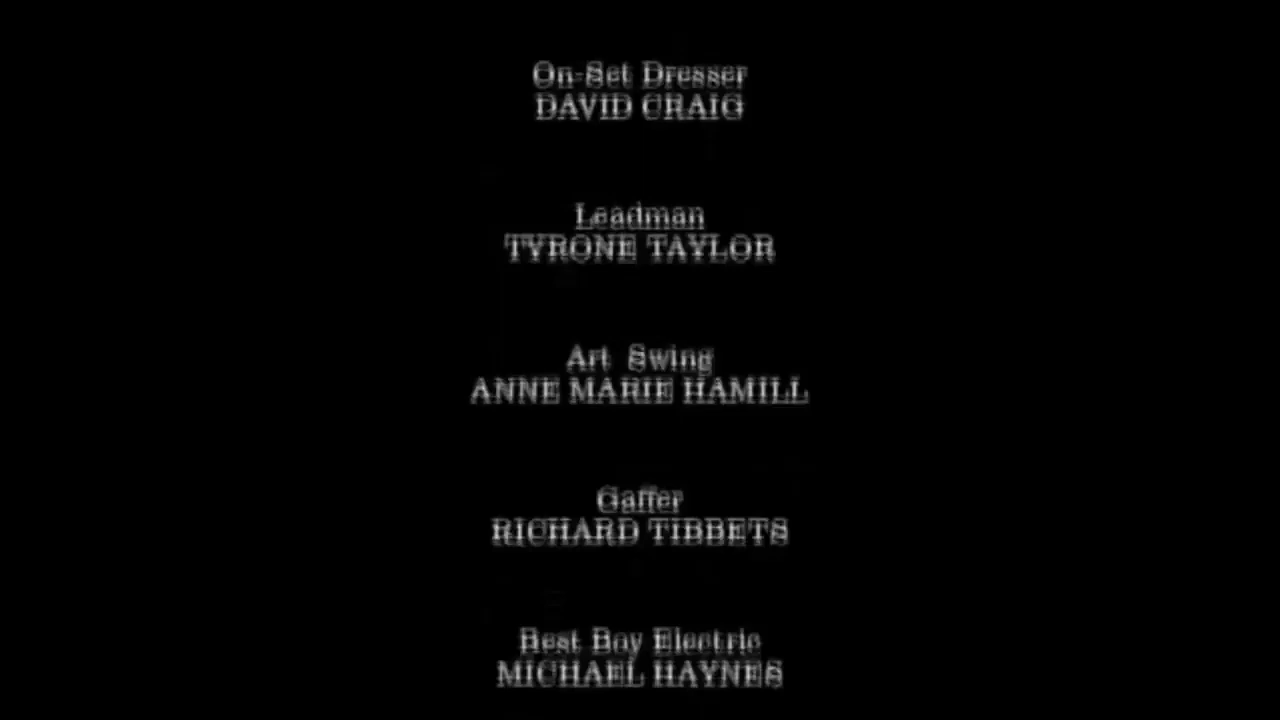 On-Set Dresser
DAVID CRAIG
Leadman
TYRONE TAYLOR
Art Swing
ANNE MARIE HAMILL
Gaffer
RICHARD TIBBETS
Best Boy Electric
MICHAEL HAYNES